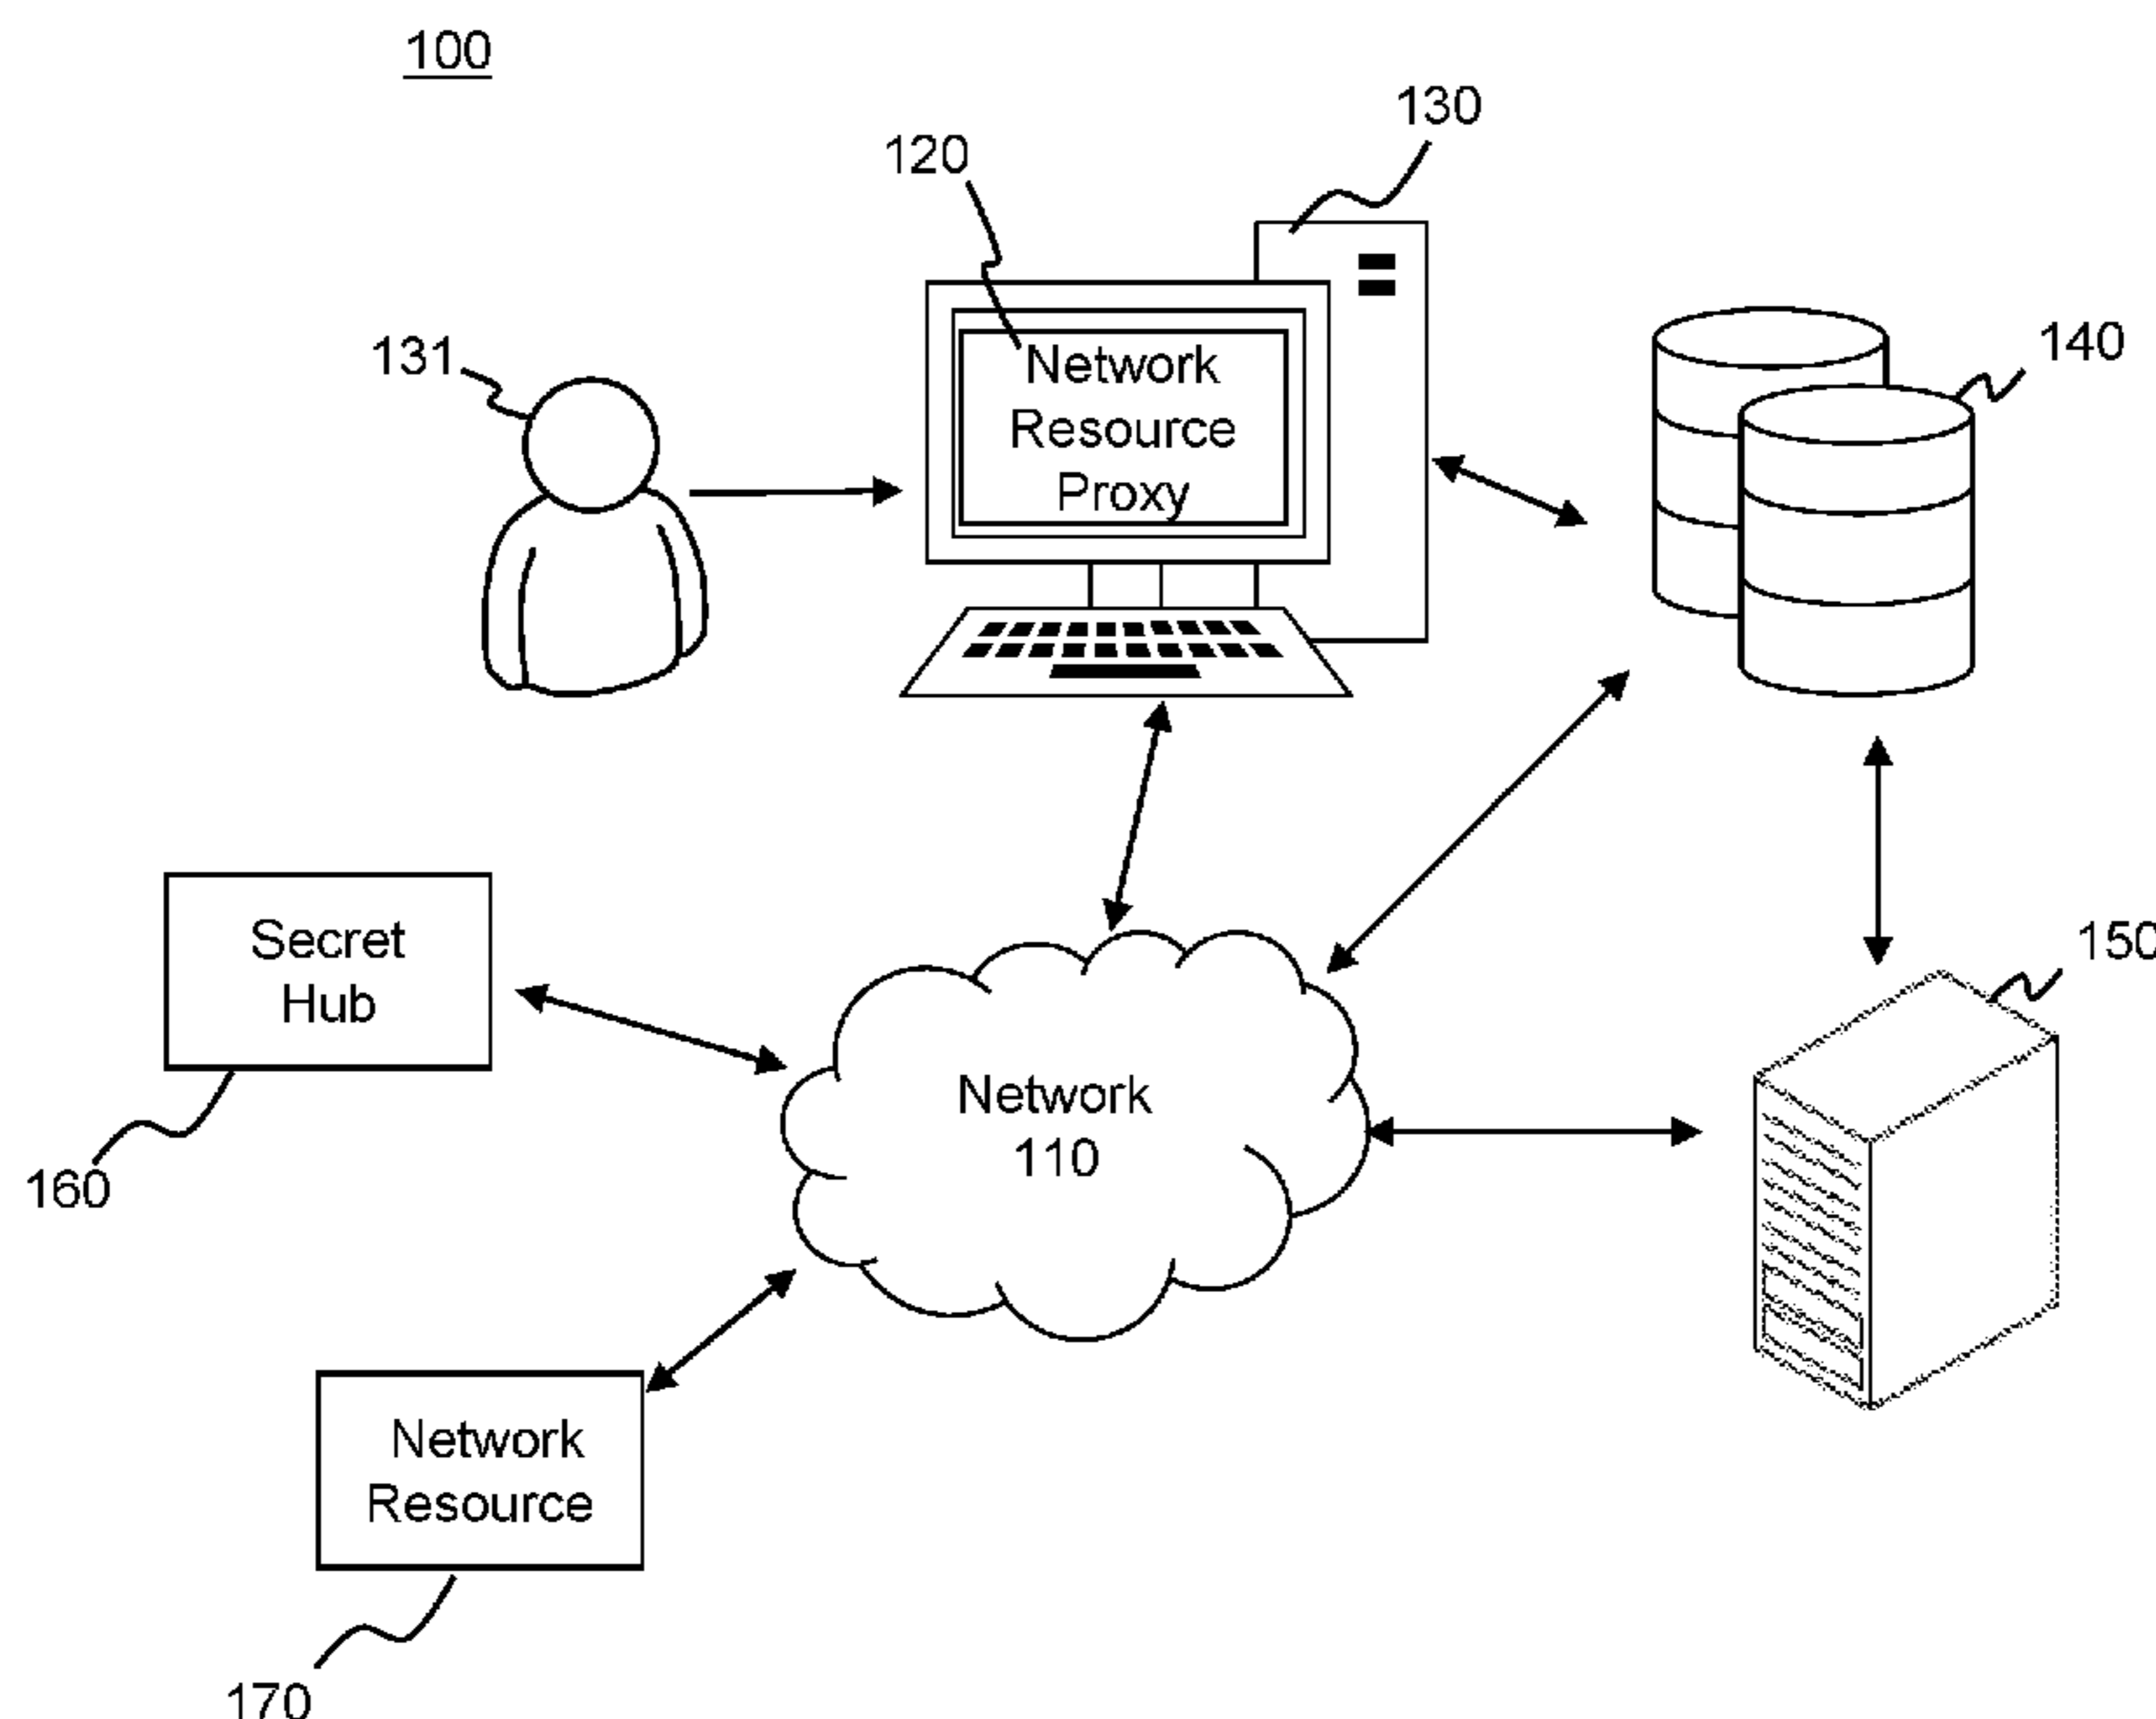 100
130
120
Network
Resource
Proxy
131
140
Secret
Hub
150
Network
110
160
Network
Resource
170